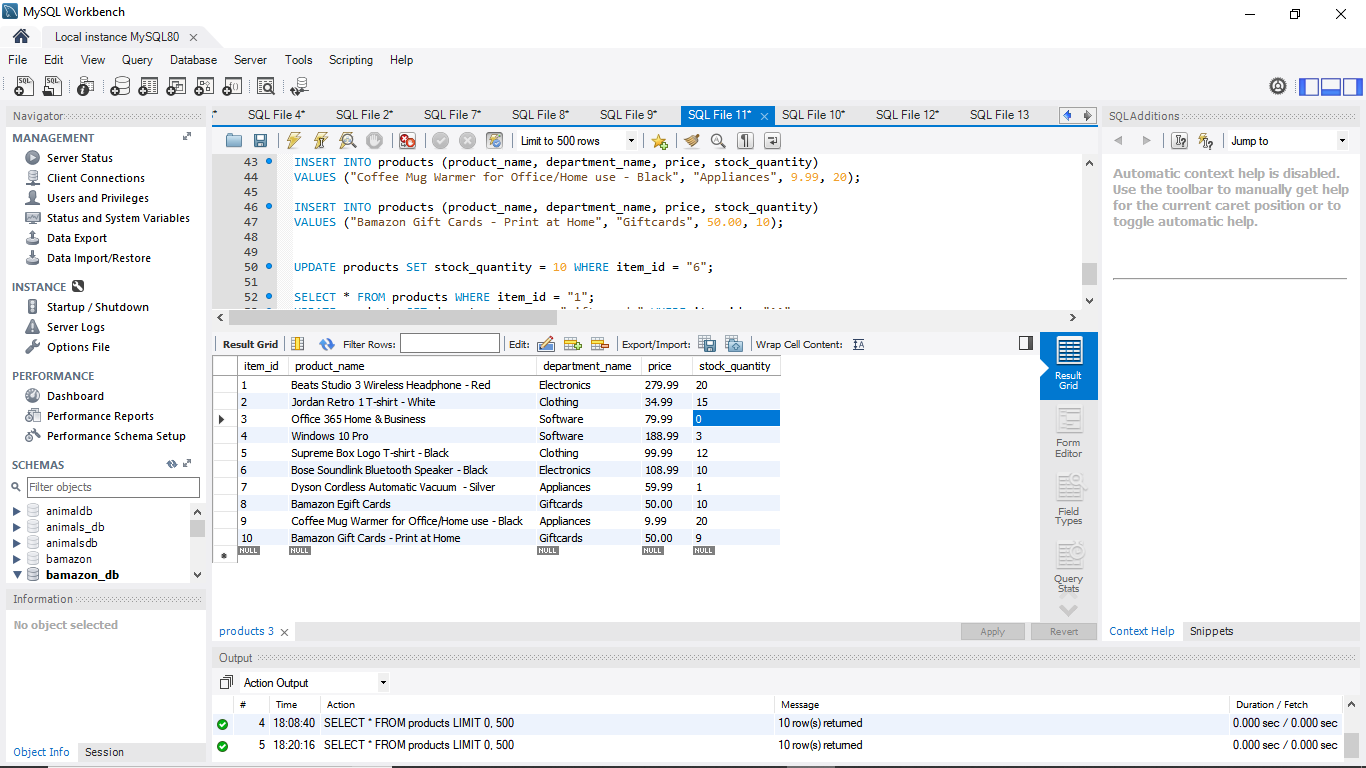 MySQL Workbench
Local instance MySQL80
File Edit View Query Database Server Tools Scripting Help
Navigator
MANAGEMENT
Server Status
Client Connections
Users and Privileges
Status and System Variables
Data Export
Data Import/Restore
INSTANCE
Startup / Shutdown
Server Logs
Options File
PERFORMANCE
Dashboard
Performance Reports
Performance Schema Setup
SCHEMAS
Filter objects
animaldb
animals_db
animalsdb
bamazon
bamazon_db
Information
No object selected
Object Info Session
SQL File 4* SQL File 2* SQL File 7* SQL File 8* SQL File 9* SQL File 11* SQL File 10* SQL File 12* SQL File 13
Limit to 500 rows
43 INSERT INTO products (product_name, department_name, price, stock_quantity)
44 VALUES ("Coffee Mug Warmer for Office/Home use - Black", "Appliances", 9.99, 20);
45
46 INSERT INTO products (product_name, department_name, price, stock_quantity)
47 VALUES ("Bamazon Gift Cards - Print at Home", "Giftcards", 50.00, 10);
48
49
50 UPDATE products SET stock_quantity = 10 WHERE item_id = "6";
51
52 SELECT * FROM products WHERE item_id = "1";
Result Grid Filter Rows: Edit: Export/Import: Wrap Cell Content:
item_id product_name department_name price stock_quantity
1 Beats Studio 3 Wireless Headphone - Red Electronics 279.99 20
2 Jordan Retro 1 T-shirt - White Clothing 34.99 15
3 Office 365 Home & Business Software 79.99 0
4 Windows 10 Pro Software 188.99 3
5 Supreme Box Logo T-shirt - Black Clothing 99.99 12
6 Bose Soundlink Bluetooth Speaker - Black Electronics 108.99 10
7 Dyson Cordless Automatic Vacuum - Silver Appliances 59.99 1
8 Bamazon Egift Cards Giftcards 50.00 10
9 Coffee Mug Warmer for Office/Home use - Black Appliances 9.99 20
10 Bamazon Gift Cards - Print at Home Giftcards 50.00 9
NULL NULL NULL NULL NULL
Result
Grid
Form
Editor
Field
Types
Query
Stats
products 3
Apply Revert
SQLAdditions
Jump to
Automatic context help is disabled.
Use the toolbar to manually get help
for the current caret position or to
toggle automatic help.
Context Help Snippets
Output
Action Output
# Time Action Message Duration / Fetch
4 18:08:40 SELECT * FROM products LIMIT 0, 500 10 row(s) returned 0.000 sec / 0.000 sec
5 18:20:16 SELECT * FROM products LIMIT 0, 500 10 row(s) returned 0.000 sec / 0.000 sec